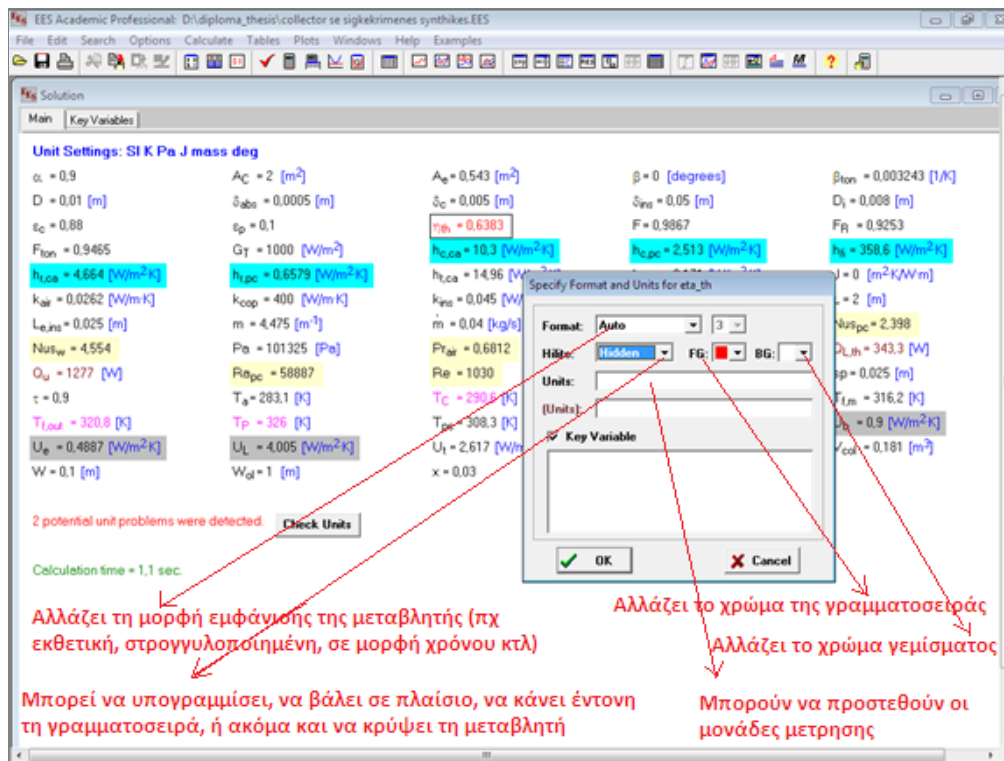 EES Academic Professional: D:\diploma_thesis\collector se sigkekrimenes synthikes.EES
File Edit Search Options Calculate Tables Plots Windows Help Examples
Solution
Main Key Variables
Unit Settings: SI K Pa J mass deg
α = 0,9 A_C = 2 [m²] A_e = 0,543 [m²] β = 0 [degrees] β_ton = 0,003243 [1/K]
D = 0,01 [m] δ_abs = 0,0005 [m] δ_c = 0,005 [m] δ_ins = 0,05 [m] D_i = 0,008 [m]
ε_c = 0,88 ε_p = 0,1 η_th = 0,6383 F = 0,9867 F_R = 0,9253
F_ton = 0,9465 G_T = 1000 [W/m²] h_c,ca = 10,3 [W/m²K] h_c,pc = 2,513 [W/m²K] h_fi = 358,6 [W/m²K]
h_r,ca = 4,664 [W/m²K] h_r,pc = 0,6579 [W/m²K] h_t,ca = 14,96 [W/ J = 0 [m²K/W·m]
k_air = 0,0262 [W/m·K] k_cop = 400 [W/m·K] k_ins = 0,045 [W/ L = 2 [m]
L_e,ins = 0,025 [m] m = 4,475 [m⁻¹] ṁ = 0,04 [kg/s] Nus_pc = 2,398
Nus_w = 4,554 Pa = 101325 [Pa] Pr_air = 0,6812 Q_L,th = 343,3 [W]
Q_u = 1277 [W] Ra_pc = 58887 Re = 1030 sp = 0,025 [m]
τ = 0,9 T_a = 283,1 [K] T_C = 290,6 [K] T_f,m = 316,2 [K]
T_f,out = 320,8 [K] T_P = 326 [K] T_pc = 308,3 [K] U_b = 0,9 [W/m²K]
U_e = 0,4887 [W/m²K] U_L = 4,005 [W/m²K] U_t = 2,617 [W/m V_col = 0,181 [m³]
W = 0,1 [m] W_ol = 1 [m] x = 0,03
Specify Format and Units for eta_th
Format: Auto 3
Hilite: Hidden FG: BG:
Units:
[Units]:
Key Variable
OK Cancel
2 potential unit problems were detected. Check Units
Calculation time = 1,1 sec.
Αλλάζει τη μορφή εμφάνισης της μεταβλητής (πχ
εκθετική, στρογγυλοποιημένη, σε μορφή χρόνου κτλ)
Αλλάζει το χρώμα της γραμματοσειράς
Αλλάζει το χρώμα γεμίσματος
Μπορεί να υπογραμμίσει, να βάλει σε πλαίσιο, να κάνει έντονη
τη γραμματοσειρά, ή ακόμα και να κρύψει τη μεταβλητή
Μπορούν να προστεθούν οι
μονάδες μετρησης